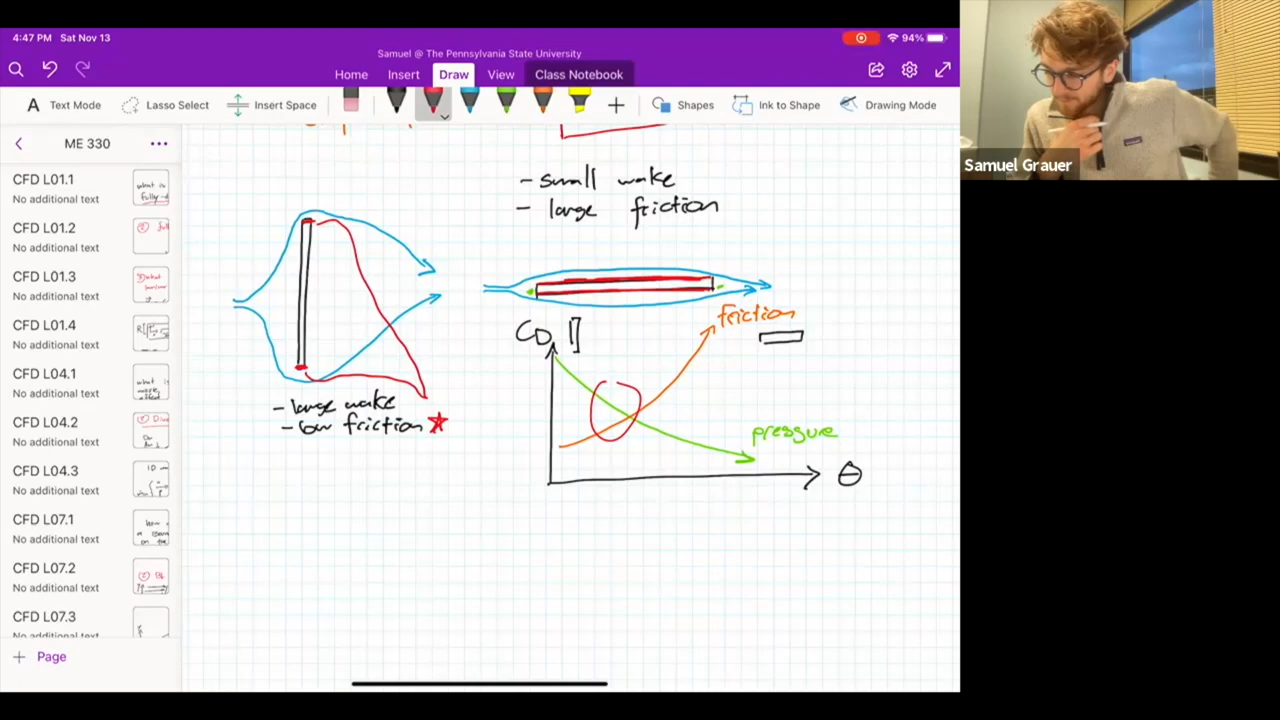 4:47 PM Sat Nov 13
94%
Samuel @ The Pennsylvania State University
Home Insert Draw View Class Notebook
Text Mode Lasso Select Insert Space Shapes Ink to Shape Drawing Mode
ME 330
CFD L01.1
No additional text
CFD L01.2
No additional text
CFD L01.3
No additional text
CFD L01.4
No additional text
CFD L04.1
No additional text
CFD L04.2
No additional text
CFD L04.3
No additional text
CFD L07.1
No additional text
CFD L07.2
No additional text
CFD L07.3
No additional text
Page
- small wake
- large friction
- large wake
- low friction
CD
friction
pressure
θ
Samuel Grauer